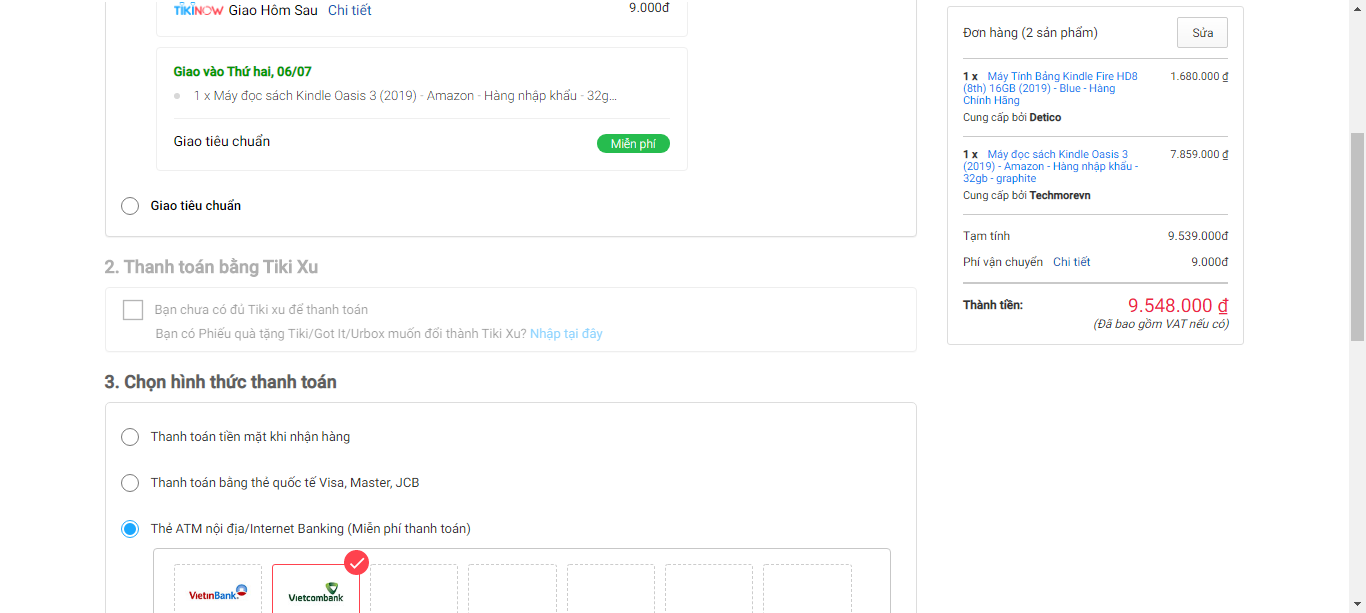 TIKINOW Giao Hôm Sau Chi tiết 9.000đ
Giao vào Thứ hai, 06/07
1 x Máy đọc sách Kindle Oasis 3 (2019) - Amazon - Hàng nhập khẩu - 32g...
Giao tiêu chuẩn Miễn phí
Giao tiêu chuẩn
2. Thanh toán bằng Tiki Xu
Bạn chưa có đủ Tiki xu để thanh toán
Bạn có Phiếu quà tặng Tiki/Got It/Urbox muốn đổi thành Tiki Xu? Nhập tại đây
3. Chọn hình thức thanh toán
Thanh toán tiền mặt khi nhận hàng
Thanh toán bằng thẻ quốc tế Visa, Master, JCB
Thẻ ATM nội địa/Internet Banking (Miễn phí thanh toán)
VietinBank
Vietcombank
Đơn hàng (2 sản phẩm) Sửa
1 x Máy Tính Bảng Kindle Fire HD8 1.680.000 ₫
(8th) 16GB (2019) - Blue - Hàng
Chính Hãng
Cung cấp bởi Detico
1 x Máy đọc sách Kindle Oasis 3 7.859.000 ₫
(2019) - Amazon - Hàng nhập khẩu -
32gb - graphite
Cung cấp bởi Techmorevn
Tạm tính 9.539.000đ
Phí vận chuyển Chi tiết 9.000đ
Thành tiền: 9.548.000 ₫
(Đã bao gồm VAT nếu có)